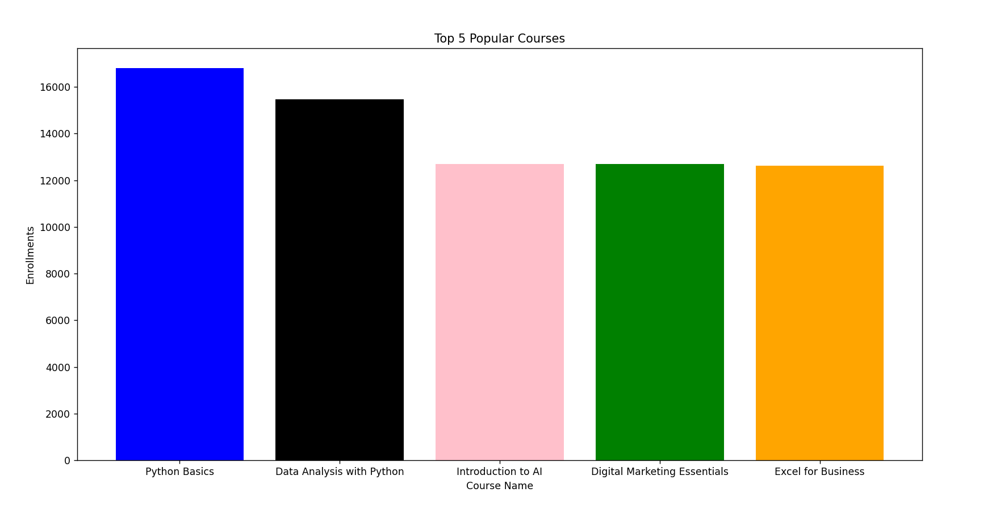 Top 5 Popular Courses
16000
14000
12000
10000
8000
6000
4000
2000
0
Enrollments
Python Basics
Data Analysis with Python
Introduction to AI
Digital Marketing Essentials
Excel for Business
Course Name